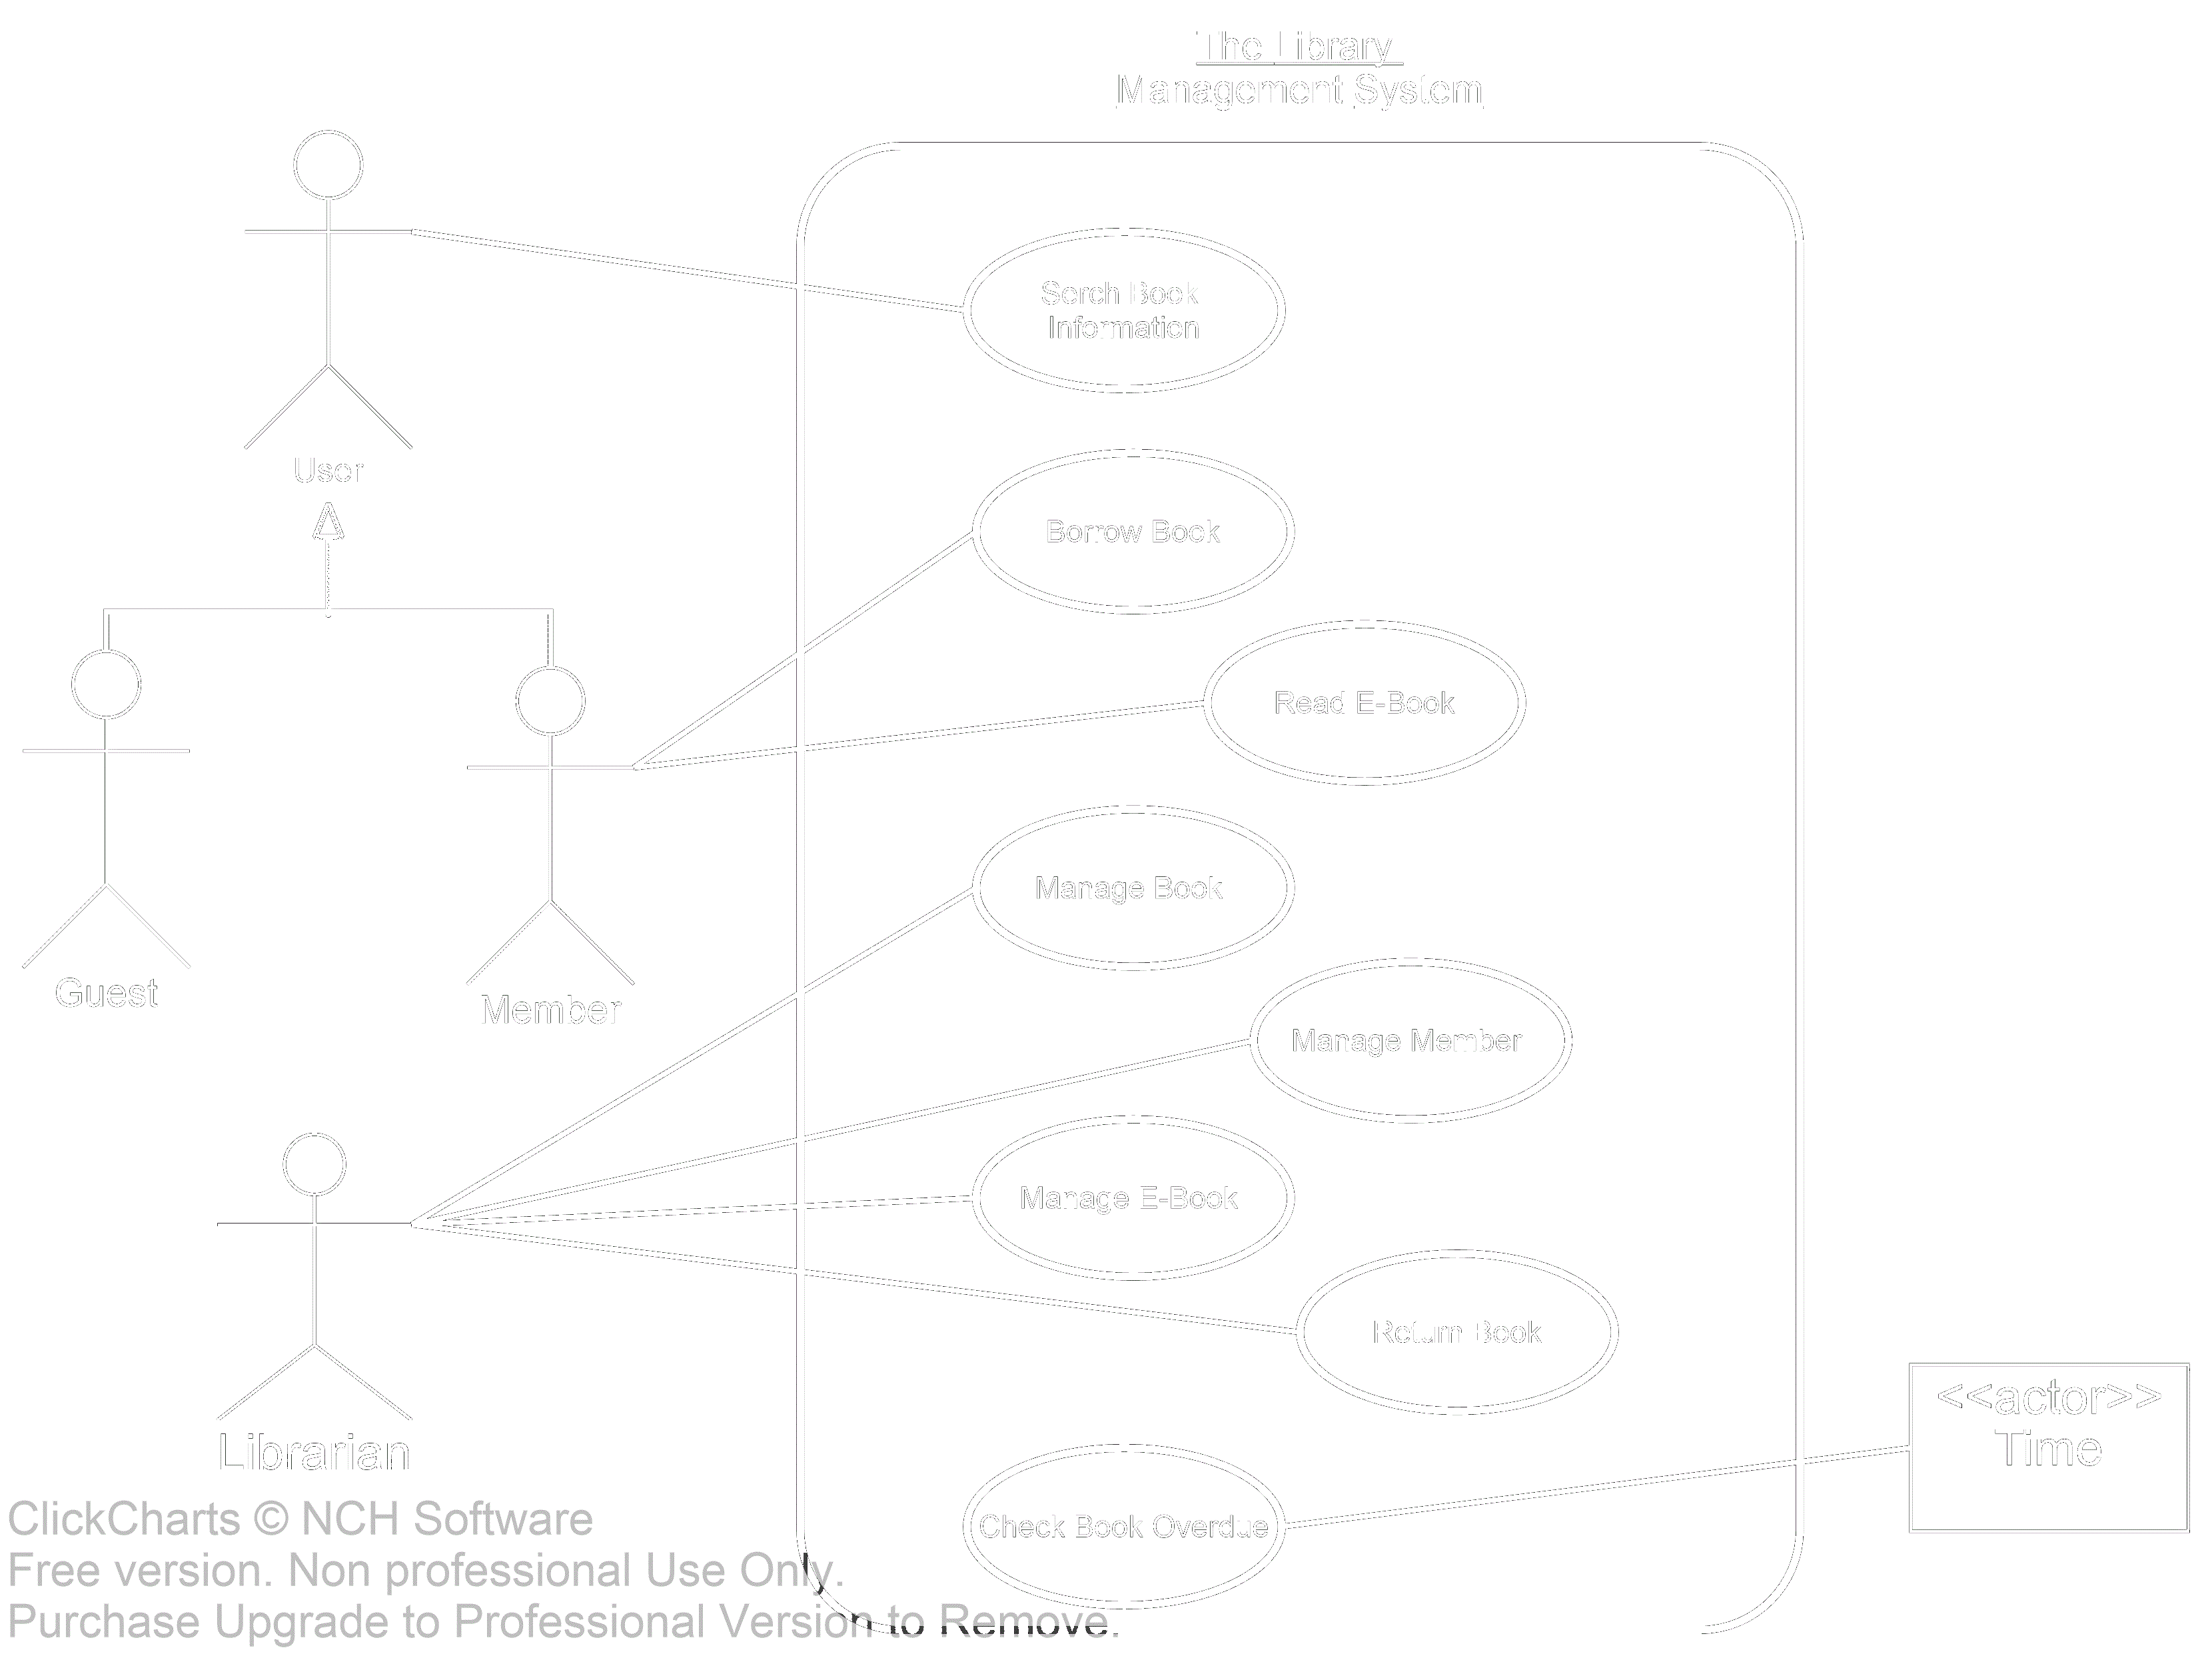 The Library
Management System
Serch Book
Information
User
Borrow Book
Read E-Book
Manage Book
Guest
Member
Manage Member
Manage E-Book
Return Book
<<actor>>
Time
Librarian
Check Book Overdue
ClickCharts © NCH Software
Free version. Non professional Use Only.
Purchase Upgrade to Professional Version to Remove.